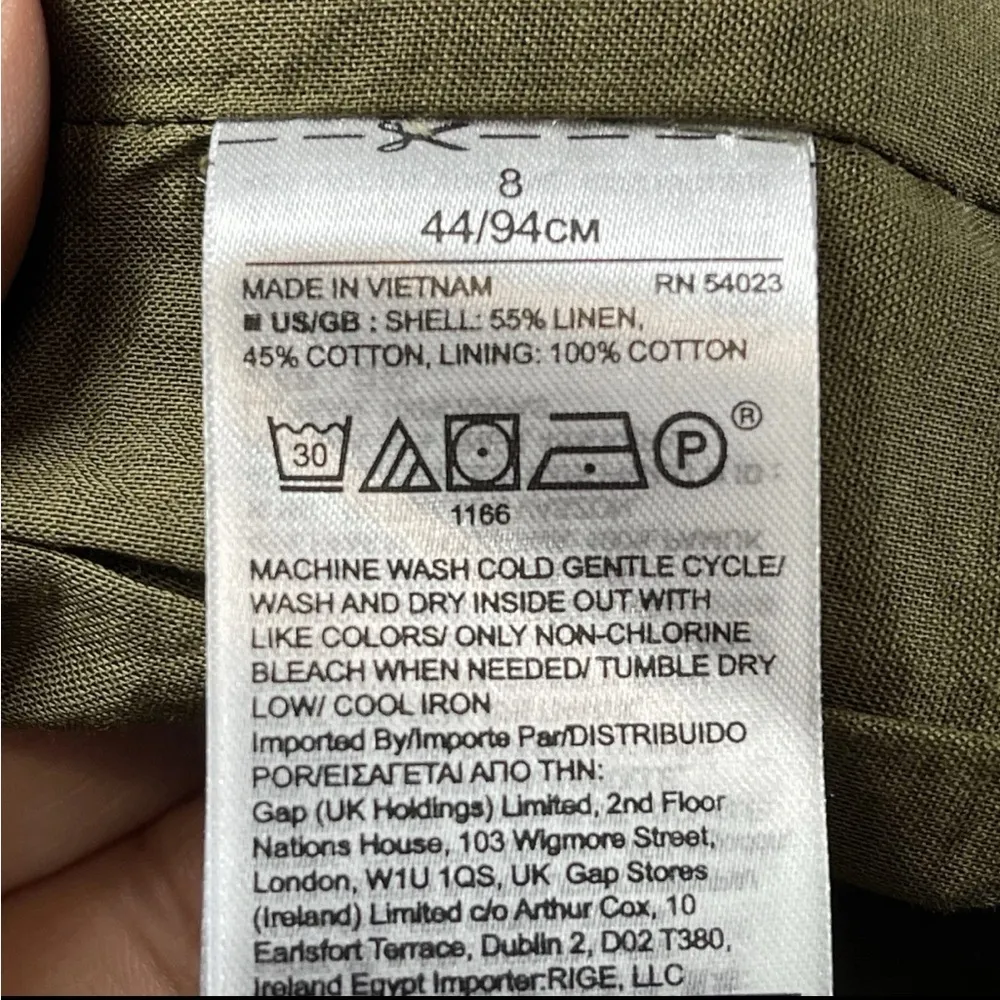 8
44/94CM
MADE IN VIETNAM RN 54023
US/GB : SHELL: 55% LINEN,
45% COTTON, LINING: 100% COTTON
30 P ®
1166
MACHINE WASH COLD GENTLE CYCLE/
WASH AND DRY INSIDE OUT WITH
LIKE COLORS/ ONLY NON-CHLORINE
BLEACH WHEN NEEDED/ TUMBLE DRY
LOW/ COOL IRON
Imported By/Importe Par/DISTRIBUIDO
POR/ΕΙΣΑΓΕΤΑΙ ΑΠΟ ΤΗΝ:
Gap (UK Holdings) Limited, 2nd Floor
Nations House, 103 Wigmore Street,
London, W1U 1QS, UK Gap Stores
(Ireland) Limited c/o Arthur Cox, 10
Earlsfort Terrace, Dublin 2, D02 T380,
Ireland Egypt Importer:RIGE, LLC